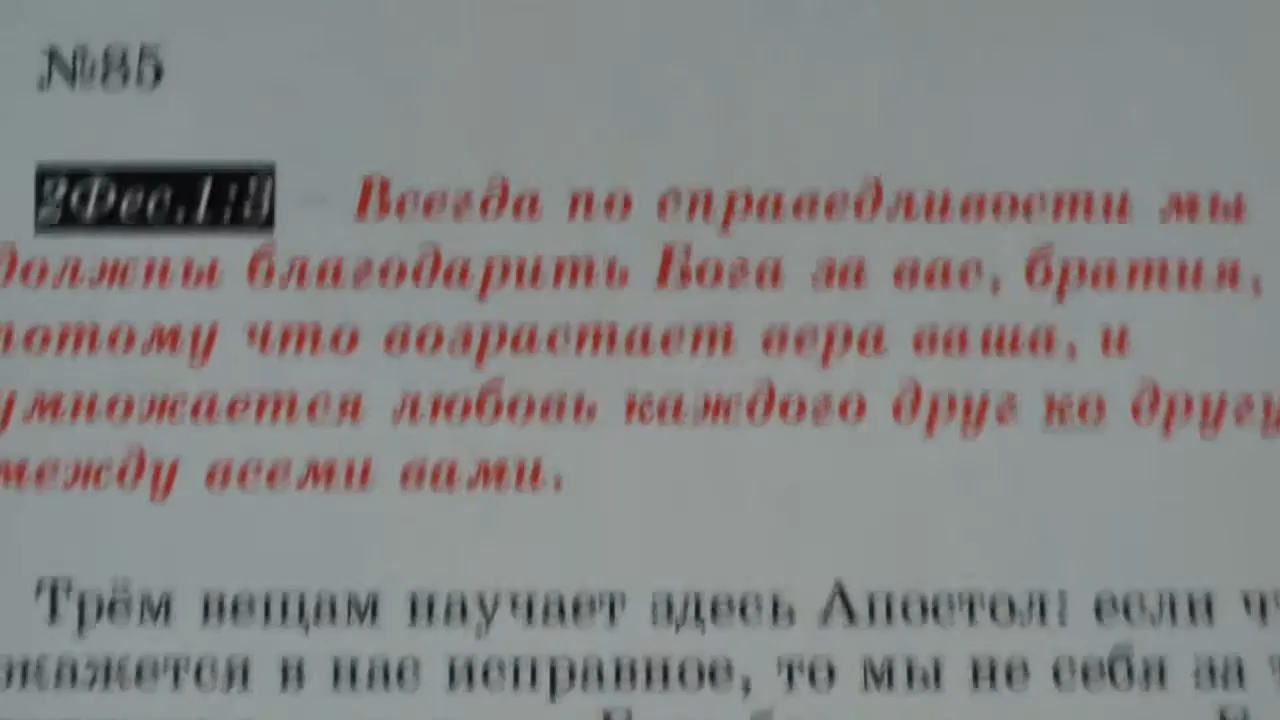 №85
2Фес.1:3 – Всегда по справедливости мы
должны благодарить Бога за вас, братия,
потому что возрастает вера ваша, и
умножается любовь каждого друг ко другу
между всеми вами.
Трём вещам научает здесь Апостол: если
окажется в нас исправное, то мы не себя за